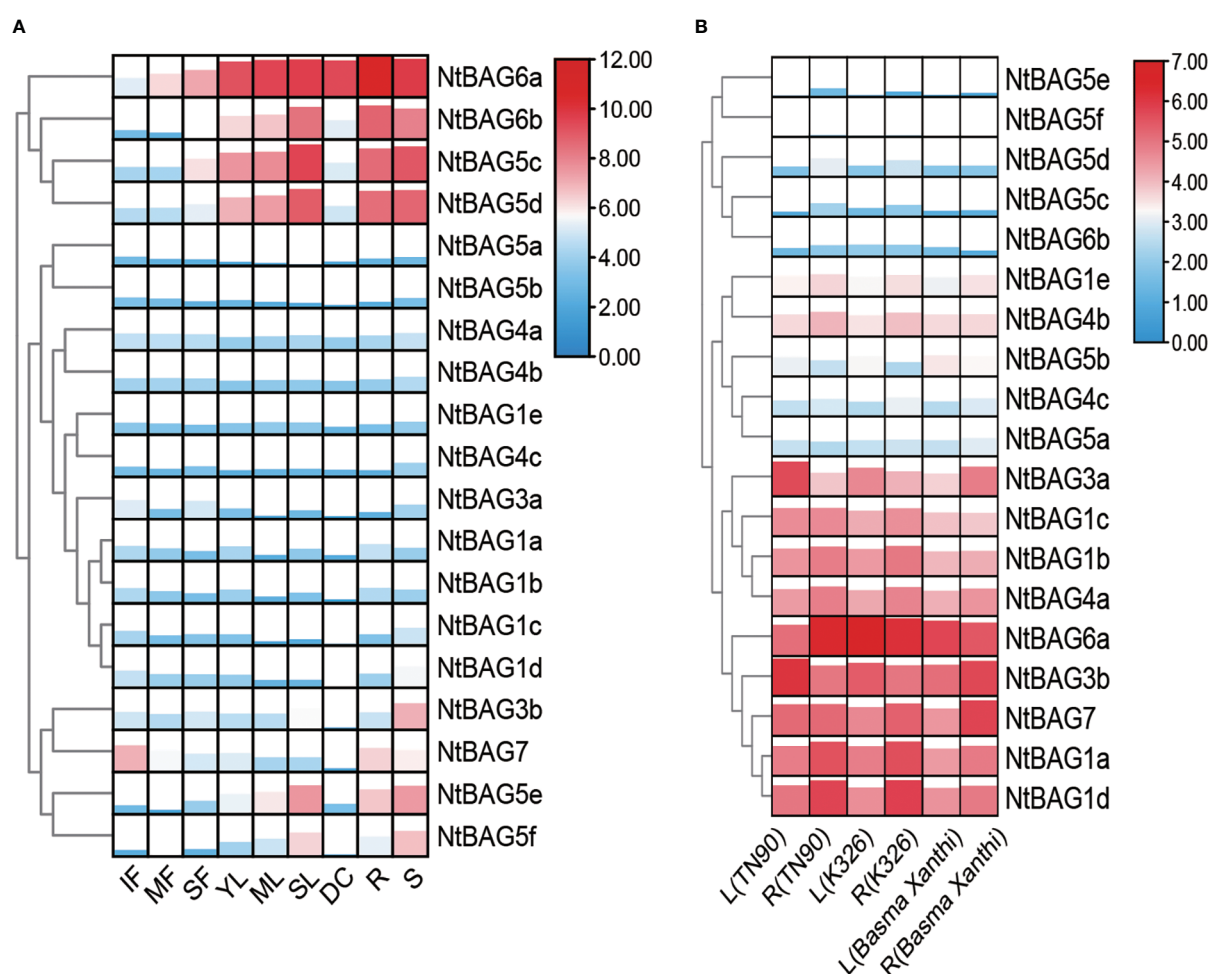 A
12.00
10.00
8.00
6.00
4.00
2.00
0.00
NtBAG6a
NtBAG6b
NtBAG5c
NtBAG5d
NtBAG5a
NtBAG5b
NtBAG4a
NtBAG4b
NtBAG1e
NtBAG4c
NtBAG3a
NtBAG1a
NtBAG1b
NtBAG1c
NtBAG1d
NtBAG3b
NtBAG7
NtBAG5e
NtBAG5f
IF
MF
SF
YL
ML
SL
DC
R
S
B
7.00
6.00
5.00
4.00
3.00
2.00
1.00
0.00
NtBAG5e
NtBAG5f
NtBAG5d
NtBAG5c
NtBAG6b
NtBAG1e
NtBAG4b
NtBAG5b
NtBAG4c
NtBAG5a
NtBAG3a
NtBAG1c
NtBAG1b
NtBAG4a
NtBAG6a
NtBAG3b
NtBAG7
NtBAG1a
NtBAG1d
L(TN90)
R(TN90)
L(K326)
R(K326)
L(Basma Xanthi)
R(Basma Xanthi)